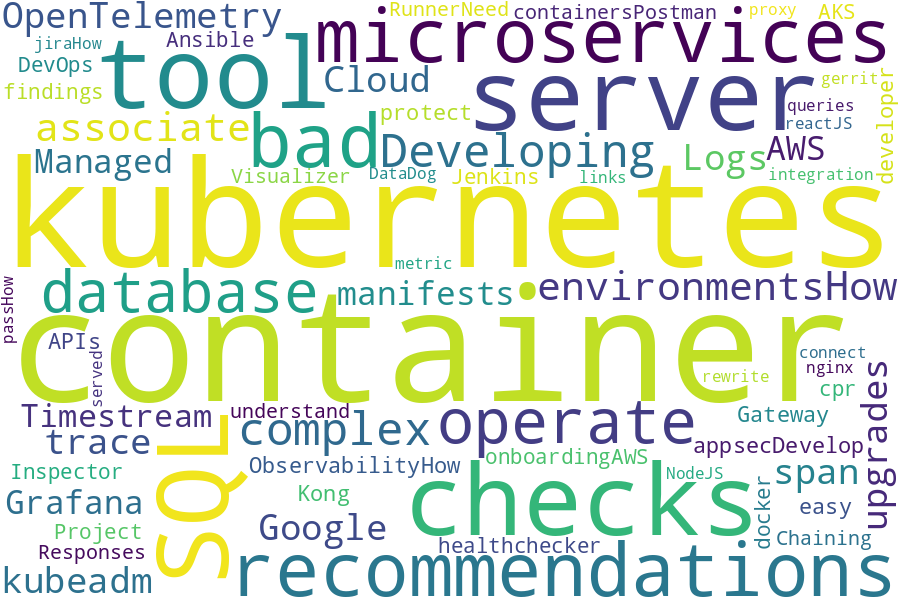 OpenTelemetry
RunnerNeed
containersPostman
proxy
AKS
jiraHow
Ansible
microservices
DevOps
tool
Cloud
server
gerrit
findings
protect
queries
developer
associate
bad
reactJS
Managed
Developing
Logs
AWS
Visualizer
DataDog
Jenkins
links
integration
kubernetes
metric
passHow
database
manifests
environmentsHow
container
APIs
served
connect
nginx
rewrite
cpr
Timestream
understand
operate
Gateway
upgrades
trace
SQL
complex
appsecDevelop
Inspector
ObservabilityHow
onboardingAWS
NodeJS
span
Grafana
Kong
checks
docker
easy
Project
Google
Chaining
Responses
healthchecker
kubeadm
recommendations